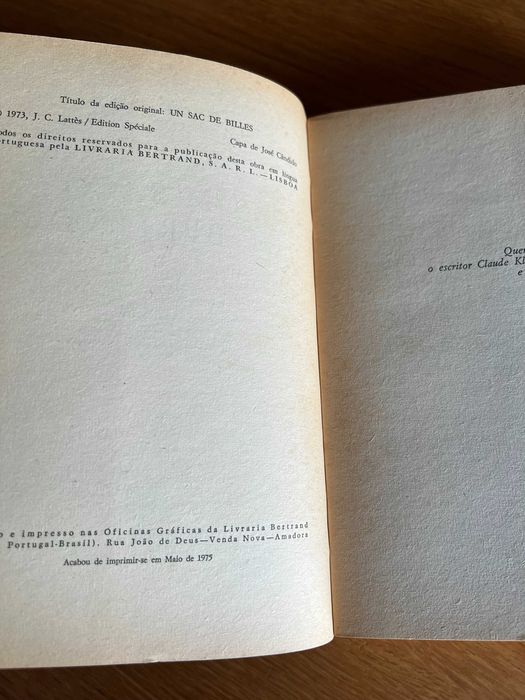 Título da edição original: UN SAC DE BILLES
1973, J. C. Lattès / Edition Spéciale
Capa de José Cândido
odos os direitos reservados para a publicação desta obra em língua
ortuguesa pela LIVRARIA BERTRAND, S. A. R. L. — LISBOA
o e impresso nas Oficinas Gráficas da Livraria Bertrand
Portugal-Brasil), Rua João de Deus — Venda Nova — Amadora
Acabou de imprimir-se em Maio de 1975
Quer
o escritor Claude Kl
e